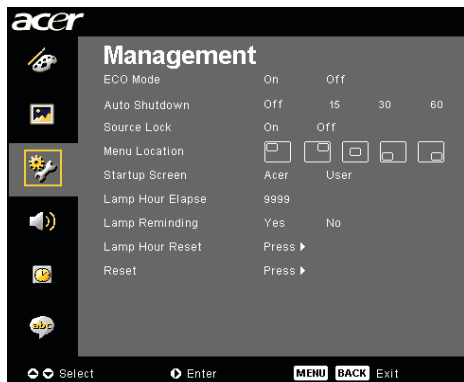 acer
Management
ECO Mode On Off
Auto Shutdown Off 15 30 60
Source Lock On Off
Menu Location
Startup Screen Acer User
Lamp Hour Elapse 9999
Lamp Reminding Yes No
Lamp Hour Reset Press
Reset Press
abc
Select Enter MENU BACK Exit